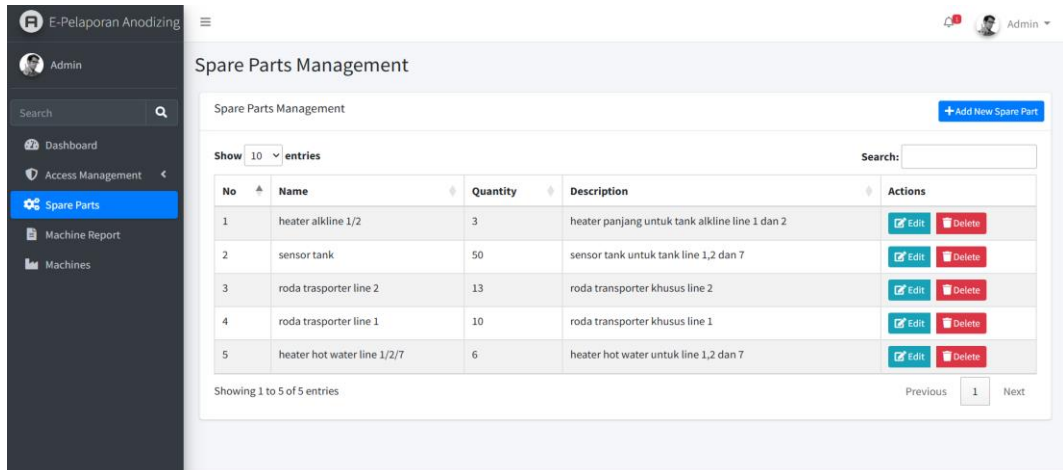 E-Pelaporan Anodizing
Admin
Admin
Search
Dashboard
Access Management
Spare Parts
Machine Report
Machines
Spare Parts Management
Spare Parts Management
+Add New Spare Part
Show 10 entries
Search:
No Name Quantity Description Actions
1 heater alkline 1/2 3 heater panjang untuk tank alkline line 1 dan 2 Edit Delete
2 sensor tank 50 sensor tank untuk tank line 1,2 dan 7 Edit Delete
3 roda trasporter line 2 13 roda transporter khusus line 2 Edit Delete
4 roda trasporter line 1 10 roda transporter khusus line 1 Edit Delete
5 heater hot water line 1/2/7 6 heater hot water untuk line 1,2 dan 7 Edit Delete
Showing 1 to 5 of 5 entries
Previous 1 Next